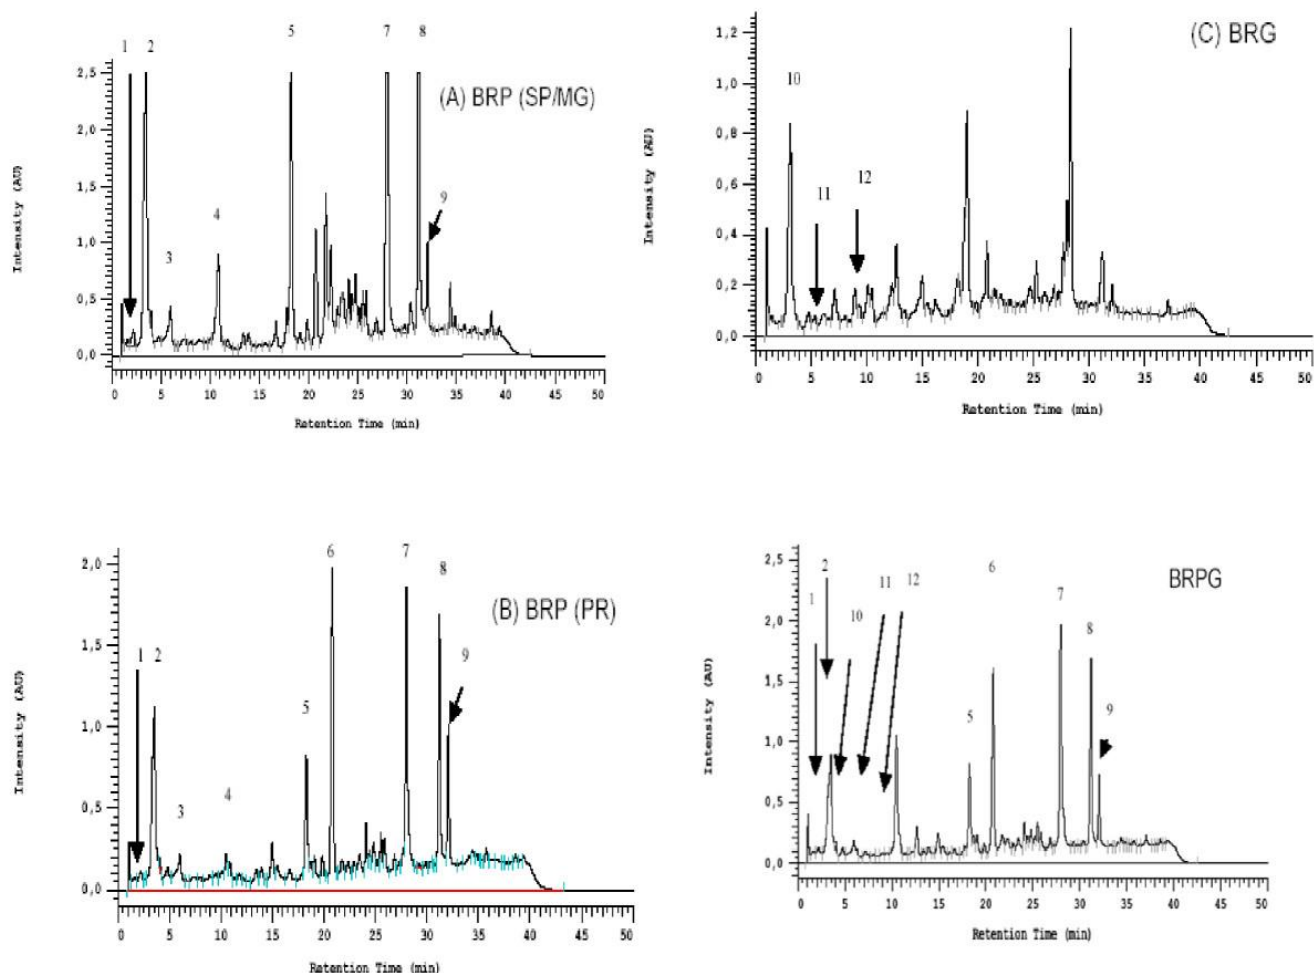 1 2 5 7 8
2,5
(A) BRP (SP/MG)
2,0
1,5
9
4
1,0
3
0,5
0,0
Intensity (AU)
0 5 10 15 20 25 30 35 40 45 50
Retention Time (min)
(C) BRG
1,2
10
1,0
0,8
12
11
0,6
0,4
0,2
0,0
Intensity (AU)
0 5 10 15 20 25 30 35 40 45 50
Retention Time (min)
6 7
8
2,0
(B) BRP (PR)
1 2 9
1,5
5
1,0
4
3
0,5
0,0
Intensity (AU)
0 5 10 15 20 25 30 35 40 45 50
Retention Time (min)
2,5
2 6
11 12
BRPG
1 7
10
2,0
8
1,5
5 9
1,0
0,5
0,0
Intensity (AU)
0 5 10 15 20 25 30 35 40 45 50
Retention Time (min)